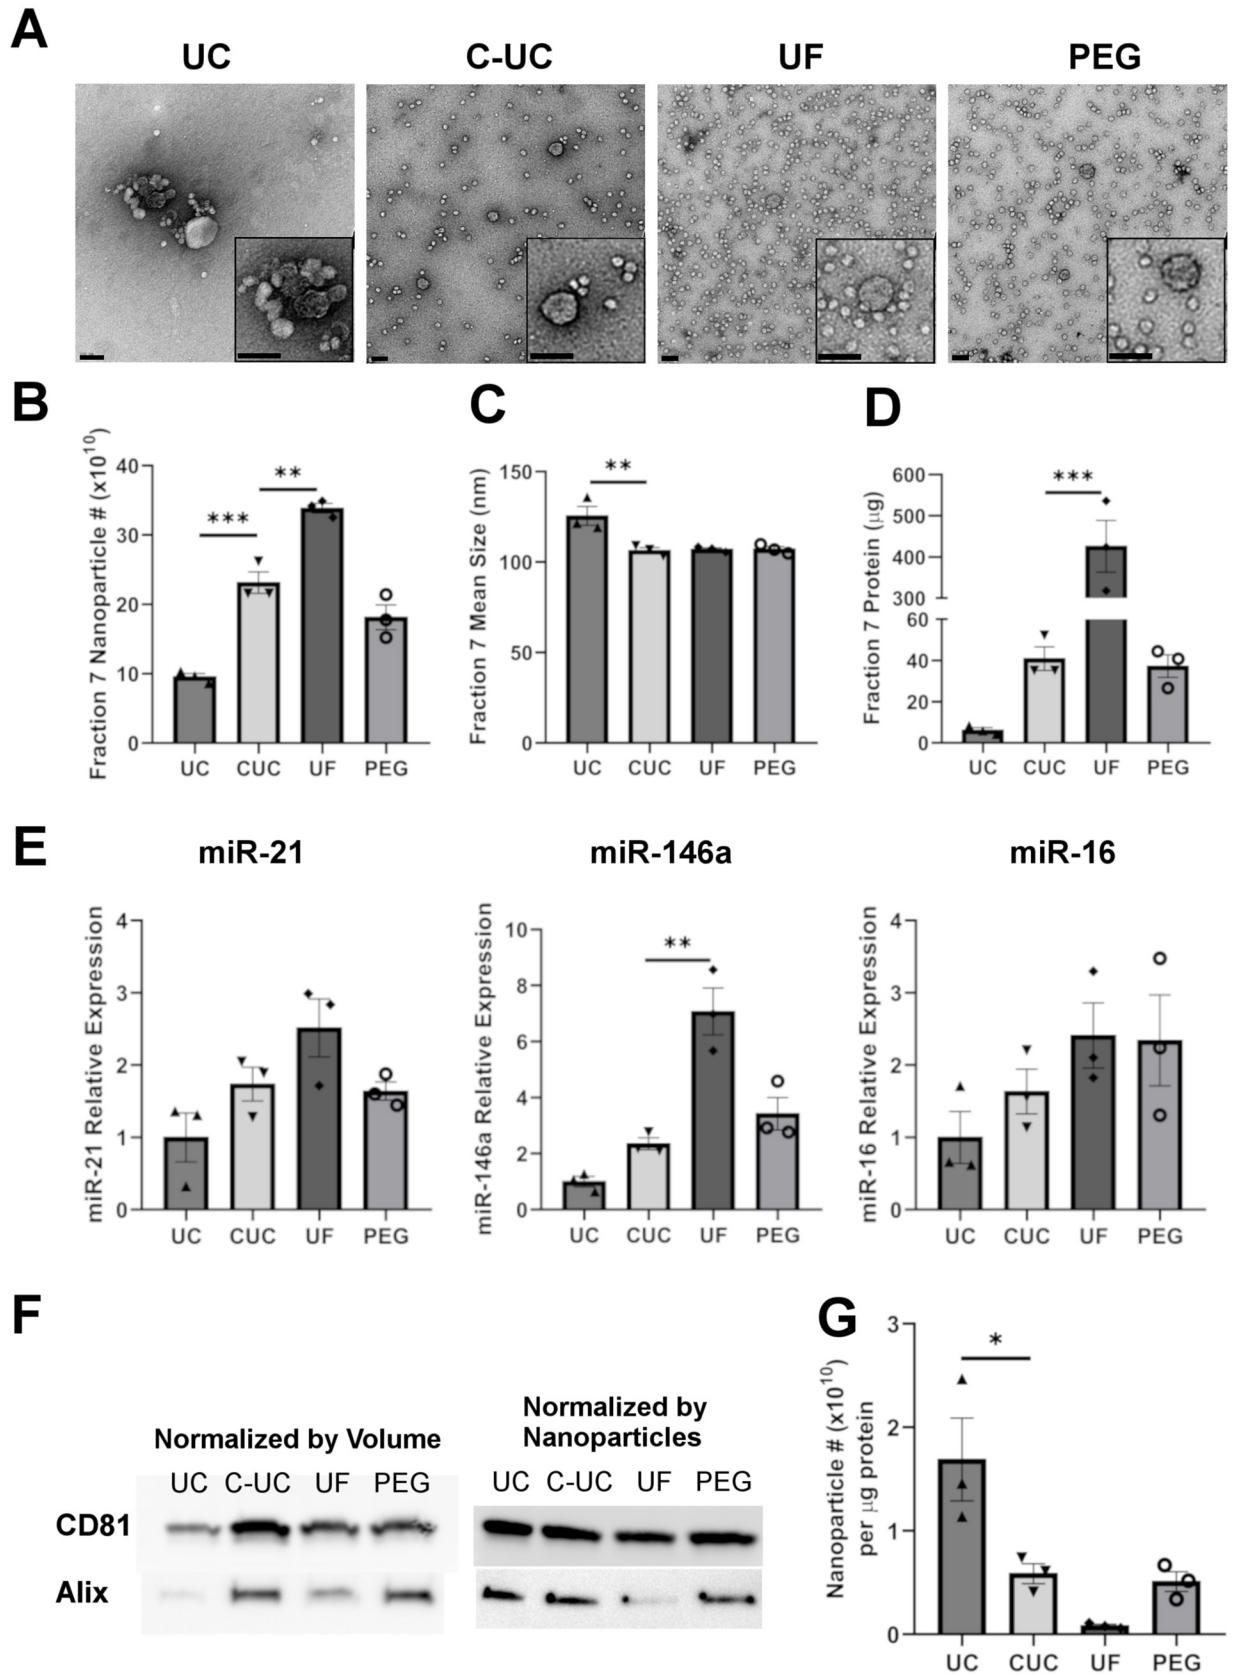 A
UC
C-UC
UF
PEG
B
Fraction 7 Nanoparticle # (x10¹⁰)
40
30
20
10
0
***
**
UC
CUC
UF
PEG
C
Fraction 7 Mean Size (nm)
150
100
50
0
**
UC
CUC
UF
PEG
D
Fraction 7 Protein (µg)
600
500
400
300
60
40
20
0
***
UC
CUC
UF
PEG
E
miR-21
miR-21 Relative Expression
4
3
2
1
0
UC
CUC
UF
PEG
miR-146a
miR-146a Relative Expression
10
8
6
4
2
0
**
UC
CUC
UF
PEG
miR-16
miR-16 Relative Expression
4
3
2
1
0
UC
CUC
UF
PEG
F
Normalized by Volume
UC C-UC UF PEG
Normalized by
Nanoparticles
UC C-UC UF PEG
CD81
Alix
G
Nanoparticle # (x10¹⁰)
per µg protein
3
2
1
0
*
UC
CUC
UF
PEG